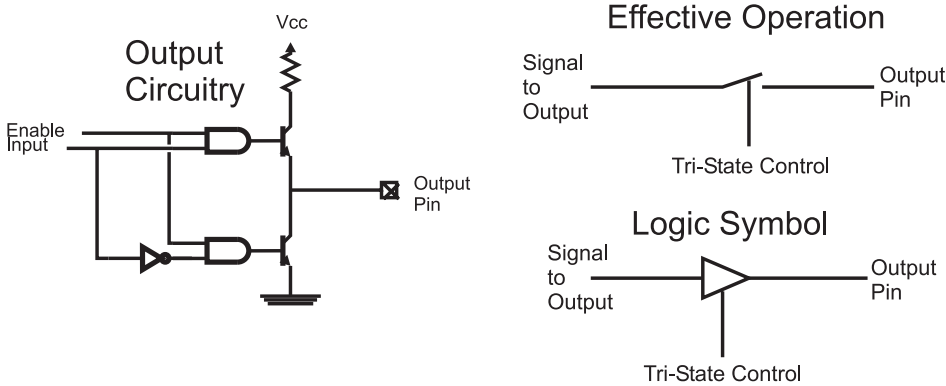 Vcc
Output
Circuitry
Enable
Input
Output
Pin
Effective Operation
Signal
to
Output
Output
Pin
Tri-State Control
Logic Symbol
Signal
to
Output
Output
Pin
Tri-State Control